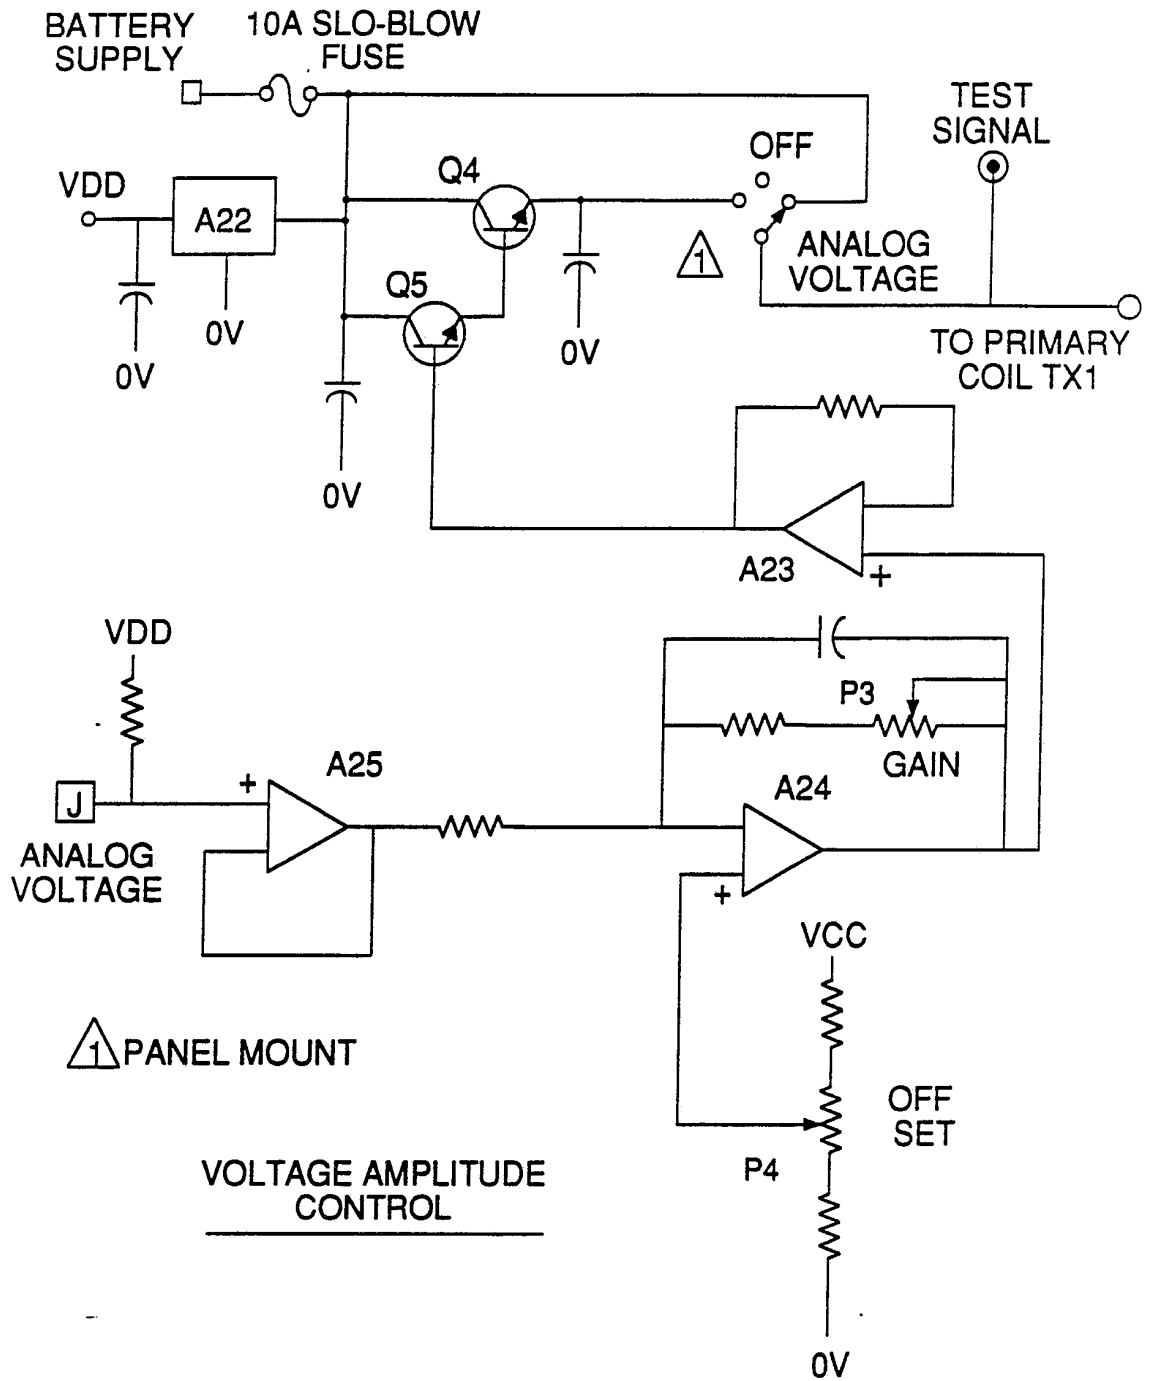 BATTERY
SUPPLY
10A SLO-BLOW
FUSE
TEST
SIGNAL
OFF
Q4
VDD
A22
1
ANALOG
VOLTAGE
Q5
0V
0V
0V
TO PRIMARY
COIL TX1
0V
A23
+
VDD
P3
GAIN
A25
+
A24
J
ANALOG
VOLTAGE
+
VCC
1 PANEL MOUNT
OFF
SET
P4
VOLTAGE AMPLITUDE
CONTROL
0V